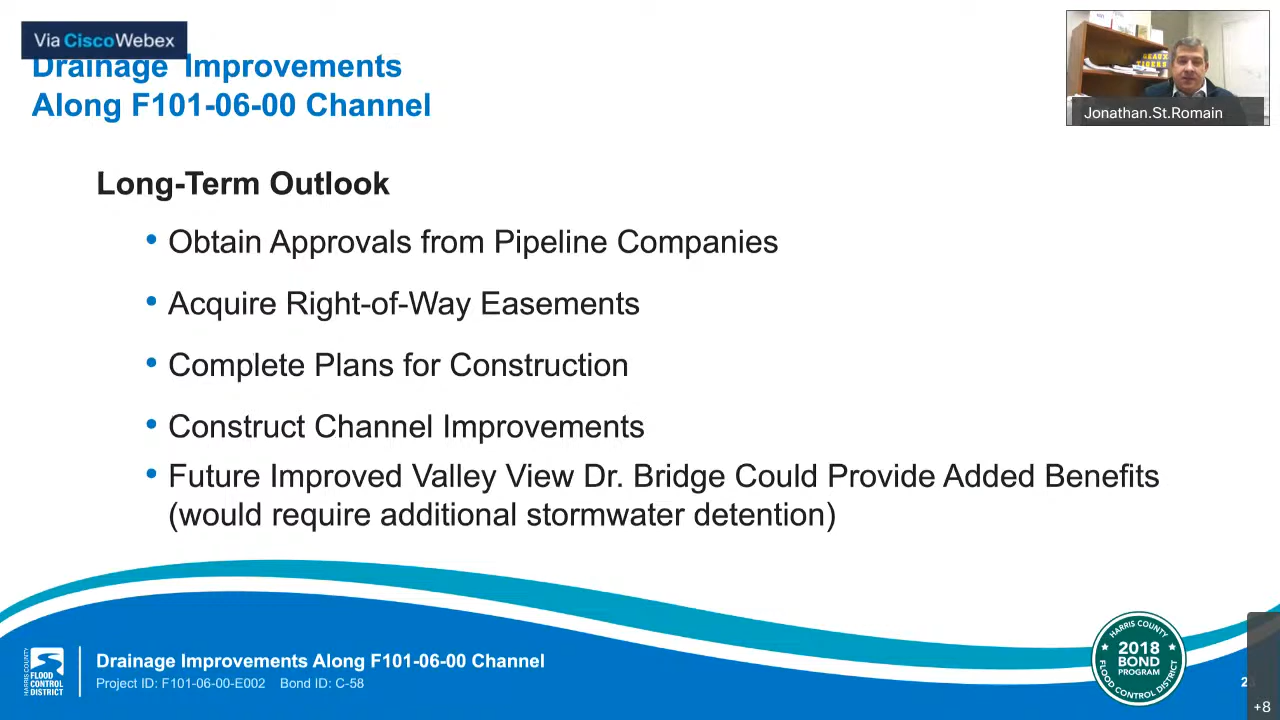 Via CiscoWebex
Drainage Improvements
Along F101-06-00 Channel
GEAUX
TIGERS
Jonathan.St.Romain
Long-Term Outlook
• Obtain Approvals from Pipeline Companies
• Acquire Right-of-Way Easements
• Complete Plans for Construction
• Construct Channel Improvements
• Future Improved Valley View Dr. Bridge Could Provide Added Benefits
(would require additional stormwater detention)
HARRIS COUNTY
FLOOD
CONTROL
DISTRICT
Drainage Improvements Along F101-06-00 Channel
Project ID: F101-06-00-E002 Bond ID: C-58
HARRIS COUNTY
2018
BOND
PROGRAM
FLOOD CONTROL DISTRICT
+8